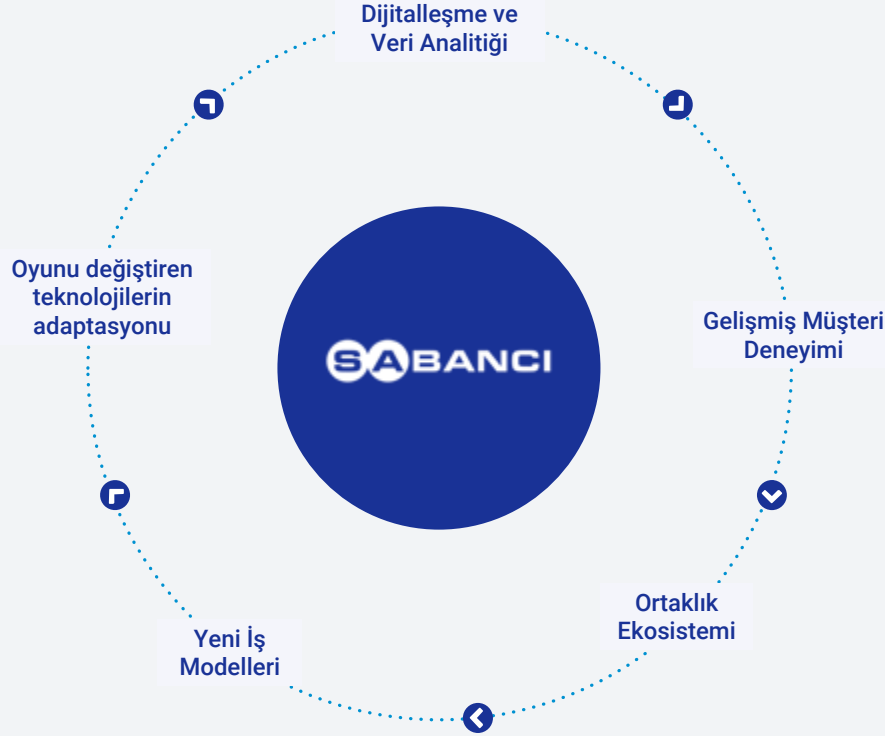 Dijitalleşme ve
Veri Analitiği
Gelişmiş Müşteri
Deneyimi
Ortaklık
Ekosistemi
Yeni İş
Modelleri
Oyunu değiştiren
teknolojilerin
adaptasyonu
SABANCI